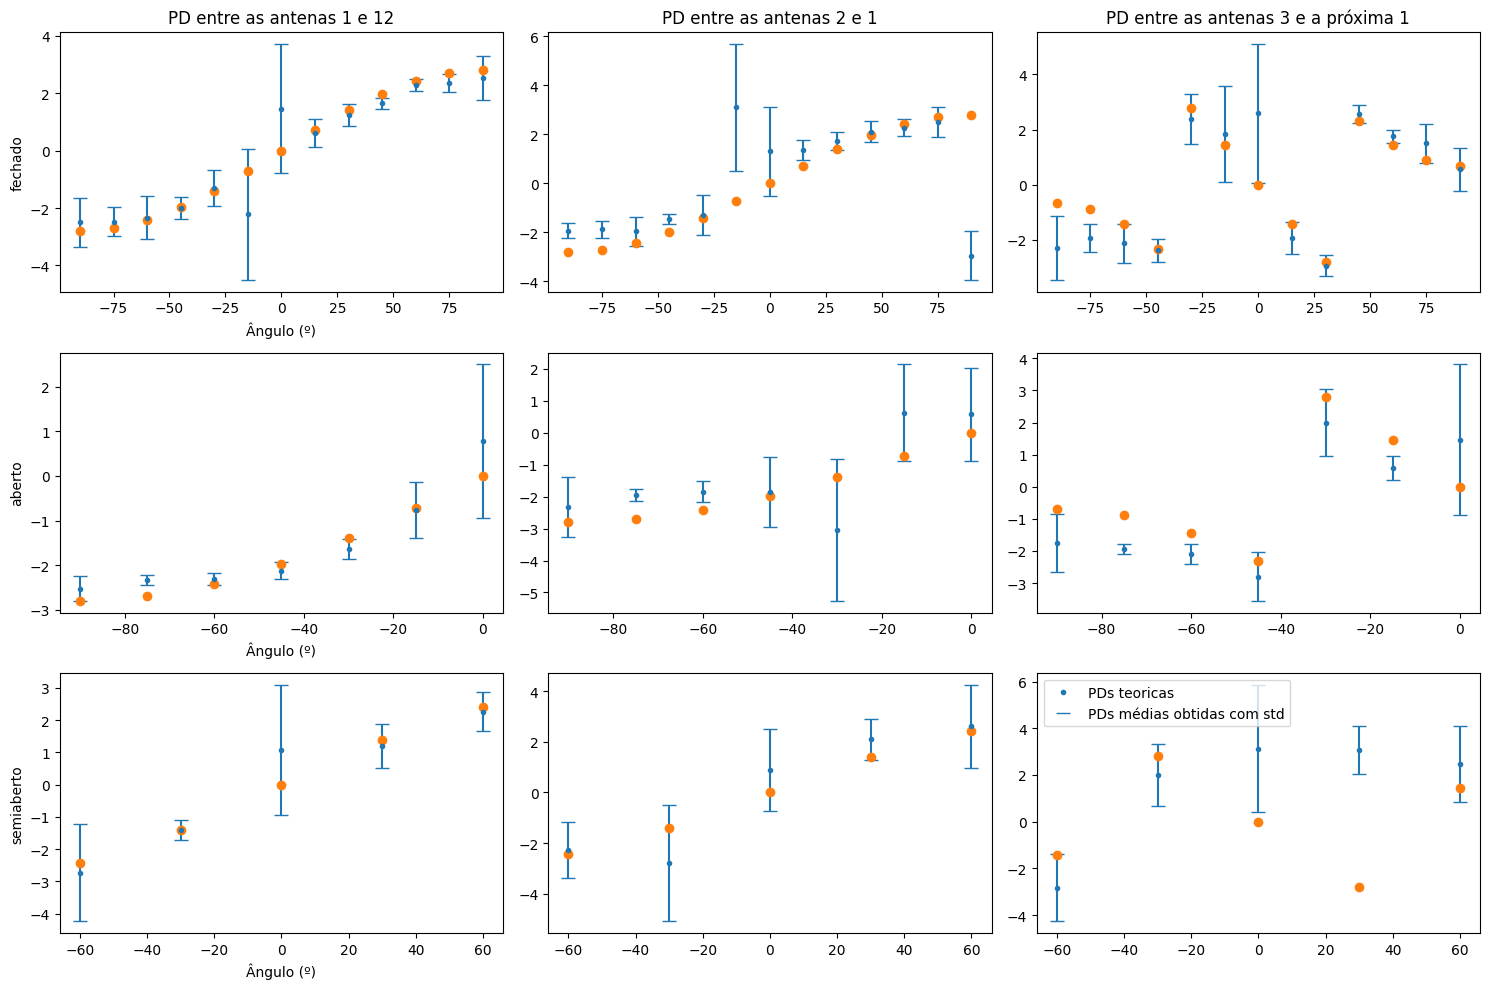 PD entre as antenas 1 e 12
PD entre as antenas 2 e 1
PD entre as antenas 3 e a próxima 1
fechado
4
2
0
−2
−4
−75 −50 −25 0 25 50 75
Ângulo (º)
6
4
2
0
−2
−4
−75 −50 −25 0 25 50 75
4
2
0
−2
−75 −50 −25 0 25 50 75
aberto
2
1
0
−1
−2
−3
−80 −60 −40 −20 0
Ângulo (º)
2
1
0
−1
−2
−3
−4
−5
−80 −60 −40 −20 0
4
3
2
1
0
−1
−2
−3
−80 −60 −40 −20 0
semiaberto
3
2
1
0
−1
−2
−3
−4
−60 −40 −20 0 20 40 60
Ângulo (º)
4
2
0
−2
−4
−60 −40 −20 0 20 40 60
6
4
2
0
−2
−4
−60 −40 −20 0 20 40 60
PDs teoricas
PDs médias obtidas com std